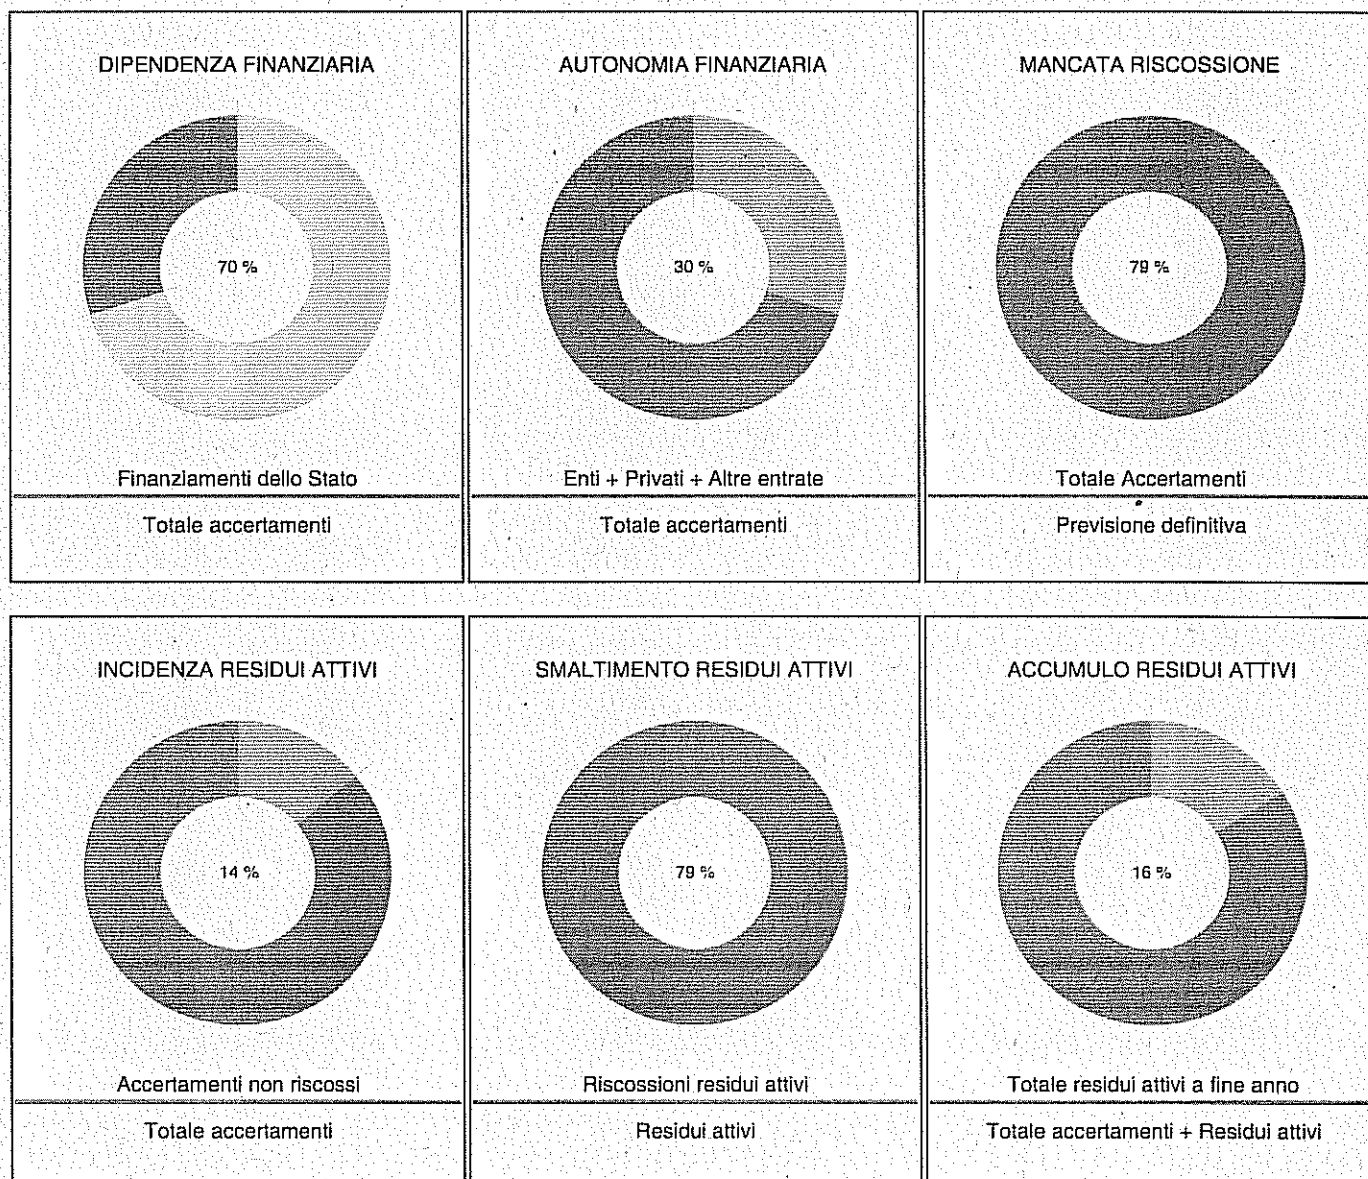 DIPENDENZA FINANZIARIA
70 %
Finanziamenti dello Stato
Totale accertamenti
AUTONOMIA FINANZIARIA
30 %
Enti + Privati + Altre entrate
Totale accertamenti
MANCATA RISCOSSIONE
79 %
Totale Accertamenti
Previsione definitiva
INCIDENZA RESIDUI ATTIVI
14 %
Accertamenti non riscossi
Totale accertamenti
SMALTIMENTO RESIDUI ATTIVI
79 %
Riscossioni residui attivi
Residui attivi
ACCUMULO RESIDUI ATTIVI
16 %
Totale residui attivi a fine anno
Totale accertamenti + Residui attivi